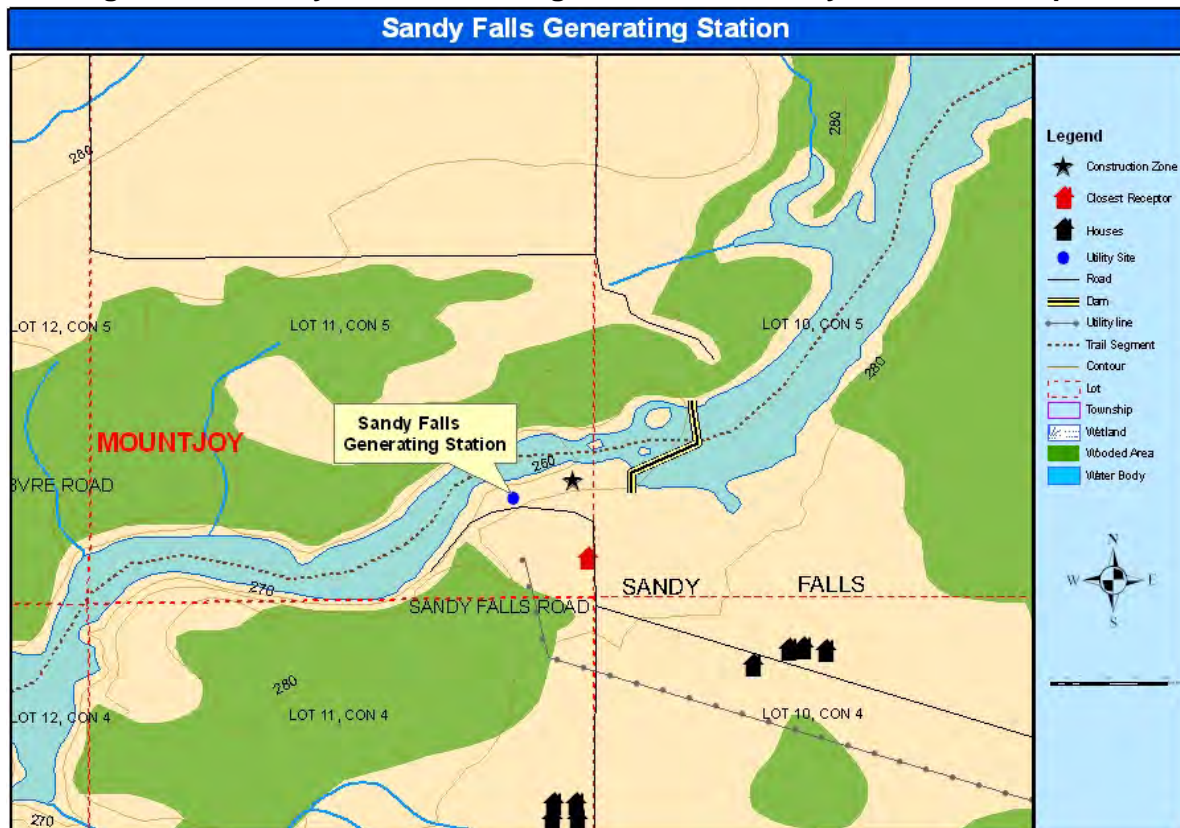 Sandy Falls Generating Station
280
280
LOT 12, CON 5
LOT 11, CON 5
LOT 10, CON 5
280
MOUNTJOY
Sandy Falls
Generating Station
260
BVRE ROAD
270
SANDY FALLS ROAD
SANDY FALLS
280
LOT 12, CON 4
LOT 11, CON 4
LOT 10, CON 4
270
Legend
Construction Zone
Closest Receptor
Houses
Utility Site
Road
Dam
Utility line
Trail Segment
Contour
Lot
Township
Wetland
Wooded Area
Water Body
N
W E
S